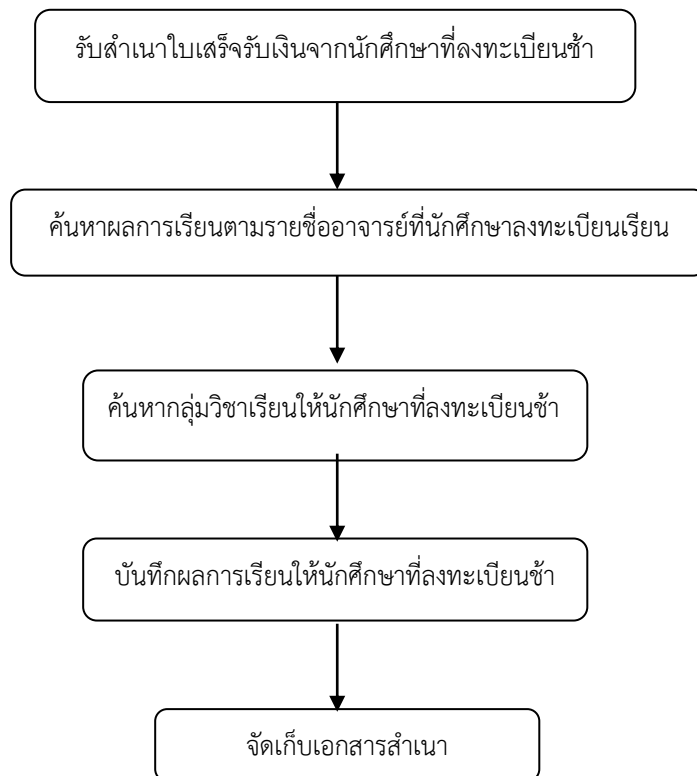 รับสำเนาใบเสร็จรับเงินจากนักศึกษาที่ลงทะเบียนช้า
ค้นหาผลการเรียนตามรายชื่ออาจารย์ที่นักศึกษาลงทะเบียนเรียน
ค้นหากลุ่มวิชาเรียนให้นักศึกษาที่ลงทะเบียนช้า
บันทึกผลการเรียนให้นักศึกษาที่ลงทะเบียนช้า
จัดเก็บเอกสารสำเนา